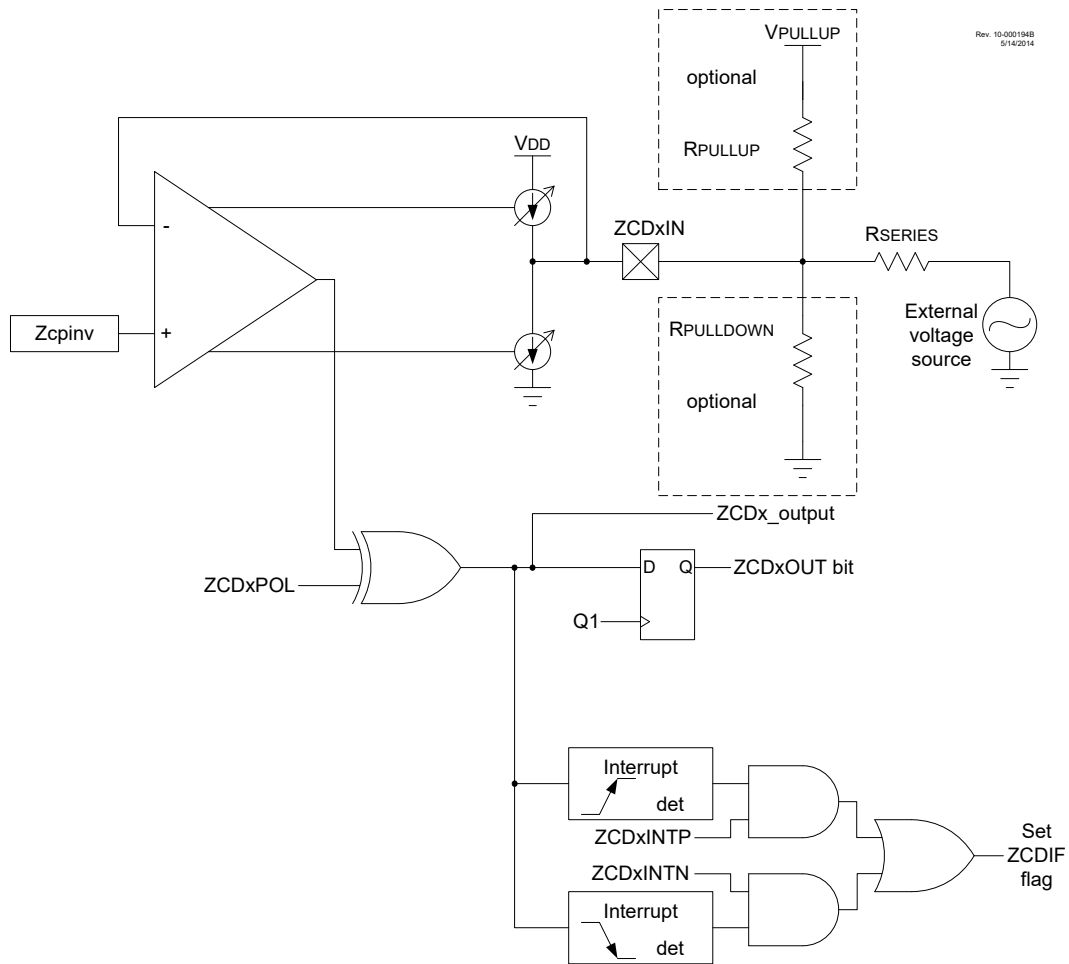 Rev. 10-000194B
5/14/2014
VPULLUP
optional
RPULLUP
VDD
-
ZCDxIN
RSERIES
Zcpinv
+
RPULLDOWN
External
voltage
source
optional
ZCDx_output
D
Q
ZCDxOUT bit
ZCDxPOL
Q1
Interrupt
det
ZCDxINTP
ZCDxINTN
Set
ZCDIF
flag
Interrupt
det